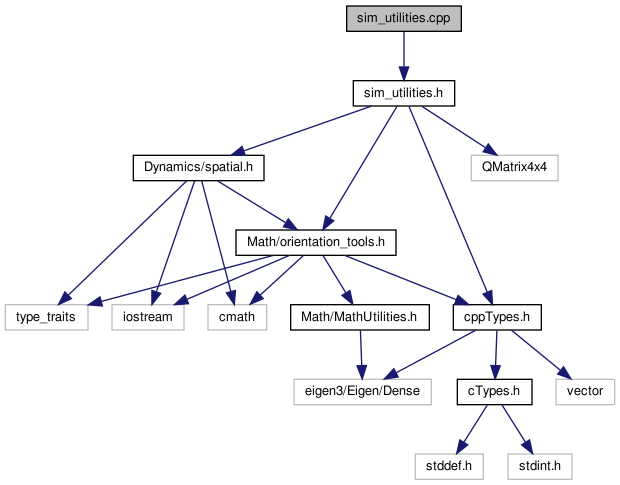 sim_utilities.cpp
sim_utilities.h
Dynamics/spatial.h
QMatrix4x4
Math/orientation_tools.h
type_traits
iostream
cmath
Math/MathUtilities.h
cppTypes.h
eigen3/Eigen/Dense
cTypes.h
vector
stddef.h
stdint.h